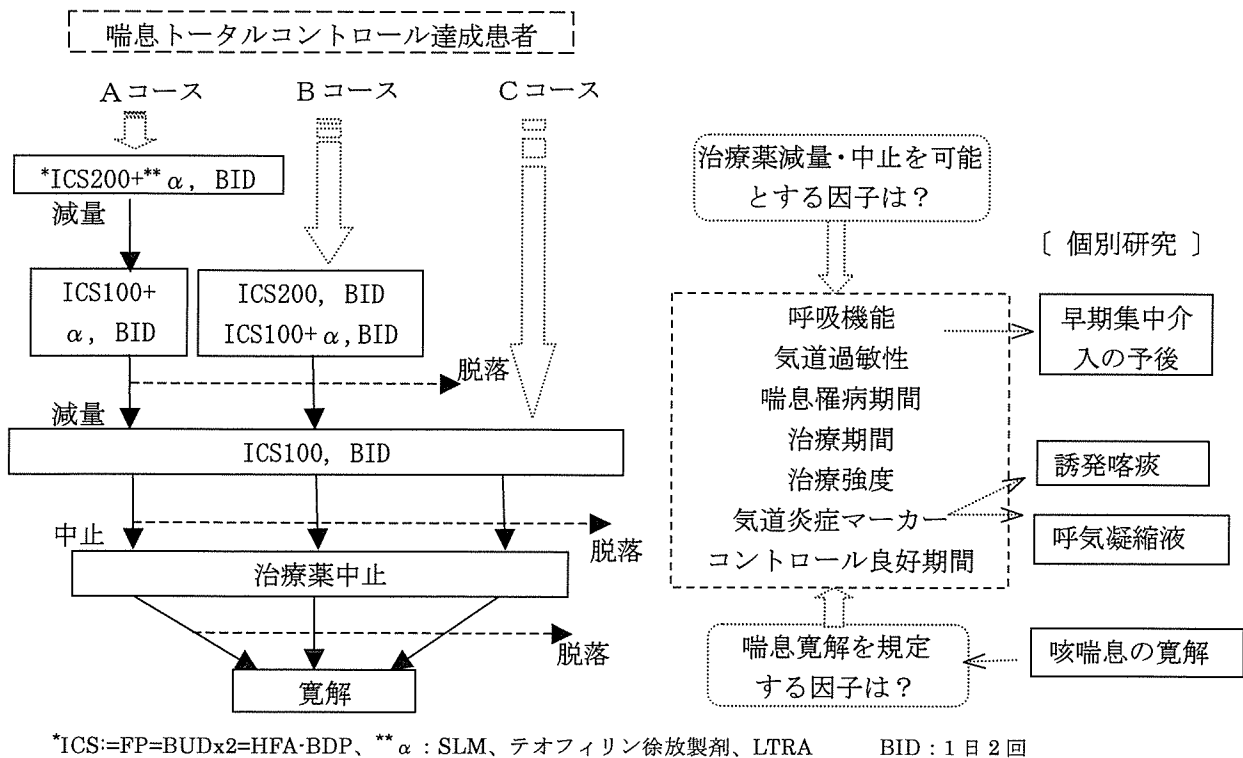 喘息トータルコントロール達成患者
Aコース
Bコース
Cコース
*ICS200+**α, BID
減量
ICS100+
α, BID
ICS200, BID
ICS100+α,BID
脱落
減量
ICS100, BID
中止
脱落
治療薬中止
脱落
寛解
治療薬減量・中止を可能
とする因子は？
〔 個別研究 〕
呼吸機能
気道過敏性
喘息罹病期間
治療期間
治療強度
気道炎症マーカー
コントロール良好期間
早期集中介
入の予後
誘発喀痰
呼気凝縮液
喘息寛解を規定
する因子は？
咳喘息の寛解
*ICS:=FP=BUDx2=HFA-BDP、**α：SLM、テオフィリン徐放製剤、LTRA BID：1日2回